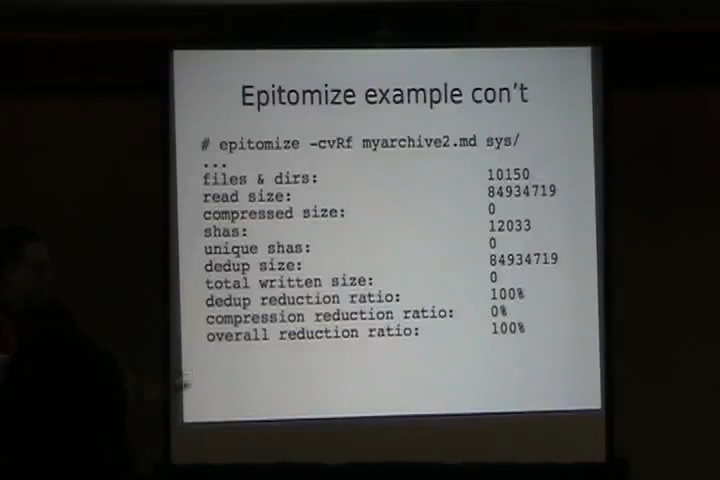 Epitomize example con't
# epitomize -cvRf myarchive2.md sys/
...
files & dirs: 10150
read size: 84934719
compressed size: 0
shas: 12033
unique shas: 0
dedup size: 84934719
total written size: 0
dedup reduction ratio: 100%
compression reduction ratio: 0%
overall reduction ratio: 100%